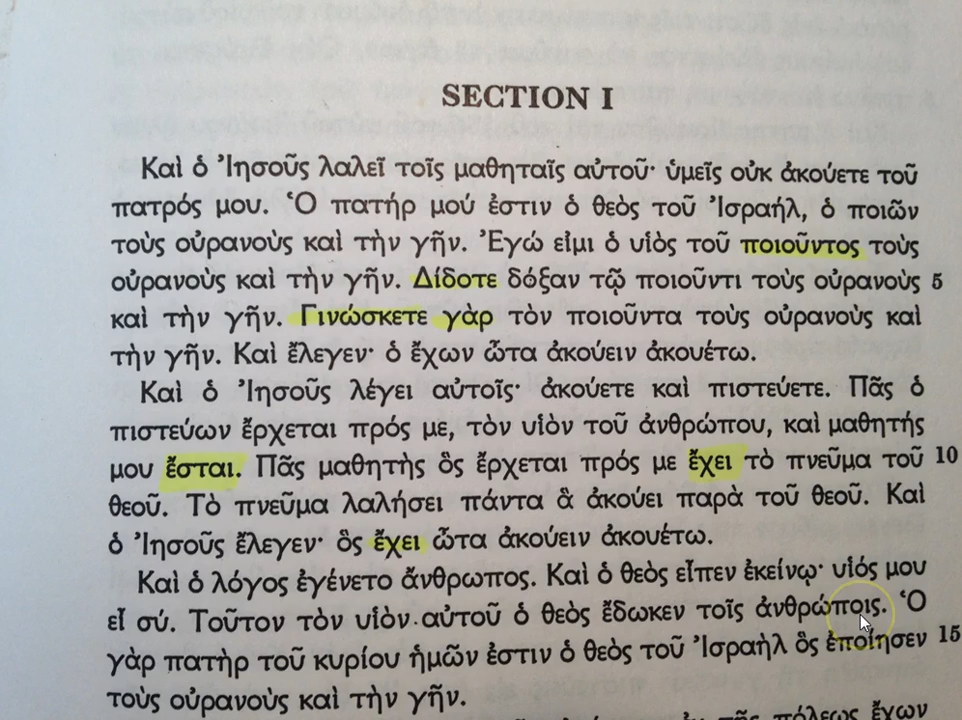 SECTION I
Καὶ ὁ Ἰησοῦς λαλεῖ τοῖς μαθηταῖς αὐτοῦ· ὑμεῖς οὐκ ἀκούετε τοῦ
πατρός μου. Ὁ πατήρ μού ἐστιν ὁ θεὸς τοῦ Ἰσραήλ, ὁ ποιῶν
τοὺς οὐρανοὺς καὶ τὴν γῆν. Ἐγώ εἰμι ὁ υἱὸς τοῦ ποιοῦντος τοὺς
οὐρανοὺς καὶ τὴν γῆν. Δίδοτε δόξαν τῷ ποιοῦντι τοὺς οὐρανοὺς 5
καὶ τὴν γῆν. Γινώσκετε γὰρ τὸν ποιοῦντα τοὺς οὐρανοὺς καὶ
τὴν γῆν. Καὶ ἔλεγεν· ὁ ἔχων ὦτα ἀκούειν ἀκουέτω.
Καὶ ὁ Ἰησοῦς λέγει αὐτοῖς· ἀκούετε καὶ πιστεύετε. Πᾶς ὁ
πιστεύων ἔρχεται πρός με, τὸν υἱὸν τοῦ ἀνθρώπου, καὶ μαθητής
μου ἔσται. Πᾶς μαθητὴς ὃς ἔρχεται πρός με ἔχει τὸ πνεῦμα τοῦ 10
θεοῦ. Τὸ πνεῦμα λαλήσει πάντα ἃ ἀκούει παρὰ τοῦ θεοῦ. Καὶ
ὁ Ἰησοῦς ἔλεγεν· ὃς ἔχει ὦτα ἀκούειν ἀκουέτω.
Καὶ ὁ λόγος ἐγένετο ἄνθρωπος. Καὶ ὁ θεὸς εἶπεν ἐκείνῳ· υἱός μου
εἶ σύ. Τοῦτον τὸν υἱὸν αὐτοῦ ὁ θεὸς ἔδωκεν τοῖς ἀνθρώποις. Ὁ
γὰρ πατὴρ τοῦ κυρίου ἡμῶν ἐστιν ὁ θεὸς τοῦ Ἰσραὴλ ὃς ἐποίησεν 15
τοὺς οὐρανοὺς καὶ τὴν γῆν.
πόλεως ἔχων